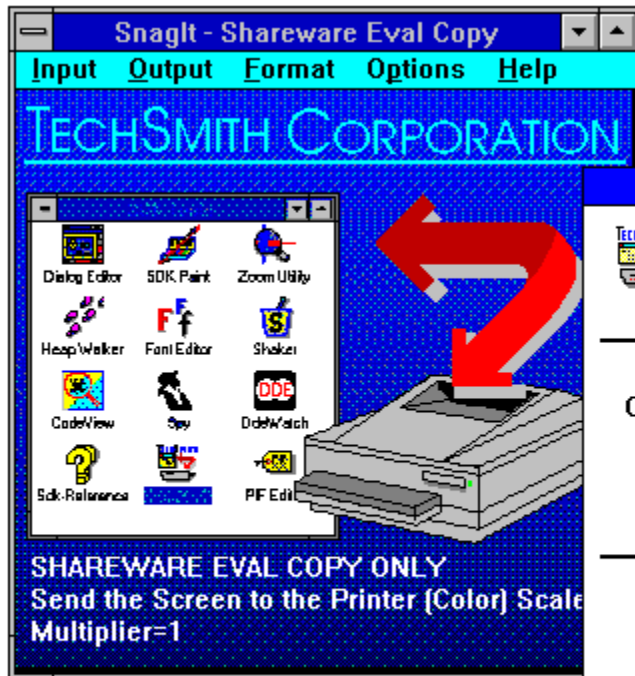 SnagIt - Shareware Eval Copy
Input Output Format Options Help
TECHSMITH CORPORATION
Dialog Editor SDK Paint Zoom Utility
Heap Walker Font Editor Shaker
CodeView Spy DdeWatch
DDE
Sdk-Reference PIF Edit
SHAREWARE EVAL COPY ONLY
Send the Screen to the Printer (Color) Scale
Multiplier=1